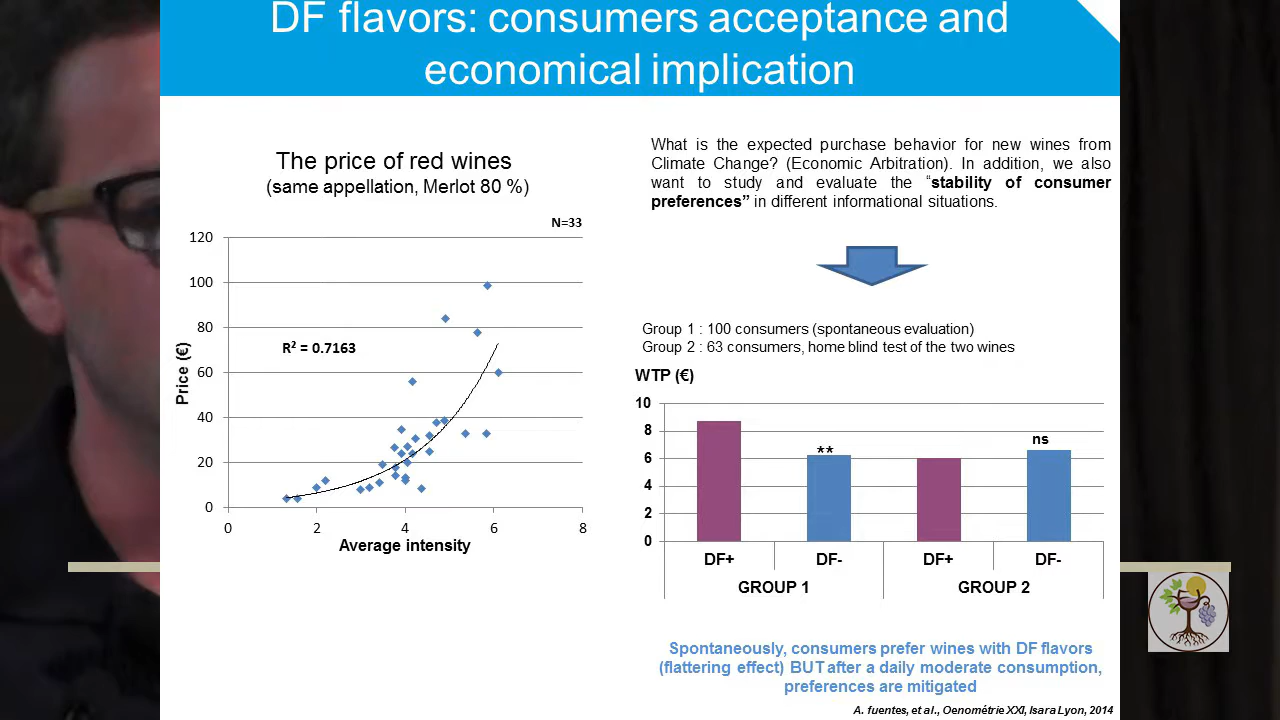 DF flavors: consumers acceptance and
economical implication
The price of red wines
(same appellation, Merlot 80 %)
N=33
120
100
80
60
40
20
0
R² = 0.7163
Price (€)
0 2 4 6 8
Average intensity
What is the expected purchase behavior for new wines from
Climate Change? (Economic Arbitration). In addition, we also
want to study and evaluate the “stability of consumer
preferences” in different informational situations.
Group 1 : 100 consumers (spontaneous evaluation)
Group 2 : 63 consumers, home blind test of the two wines
WTP (€)
10
8
6
4
2
0
**
ns
DF+ DF- DF+ DF-
GROUP 1 GROUP 2
Spontaneously, consumers prefer wines with DF flavors
(flattering effect) BUT after a daily moderate consumption,
preferences are mitigated
A. fuentes, et al., Oenométrie XXI, Isara Lyon, 2014